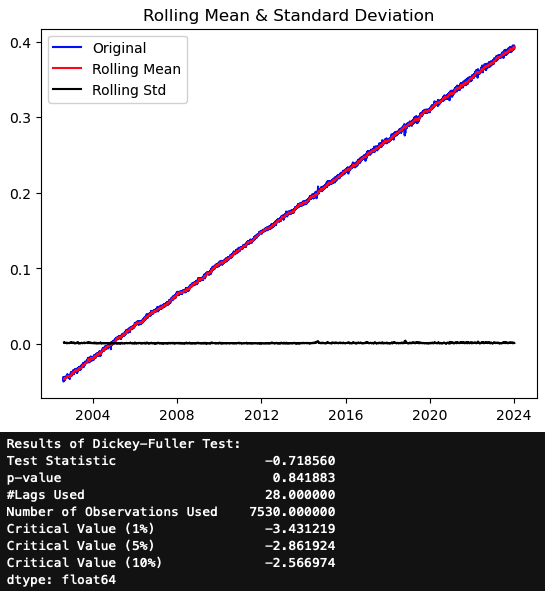 Rolling Mean & Standard Deviation
Original
Rolling Mean
Rolling Std
0.4
0.3
0.2
0.1
0.0
2004 2008 2012 2016 2020 2024
Results of Dickey-Fuller Test:
Test Statistic -0.718560
p-value 0.841883
#Lags Used 28.000000
Number of Observations Used 7530.000000
Critical Value (1%) -3.431219
Critical Value (5%) -2.861924
Critical Value (10%) -2.566974
dtype: float64